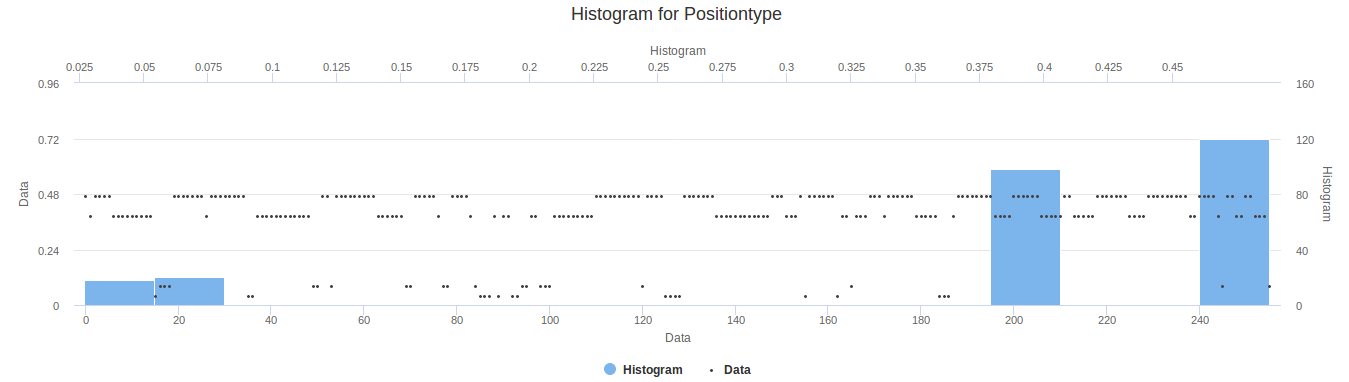 Histogram for Positiontype
Histogram
0.025 0.05 0.075 0.1 0.125 0.15 0.175 0.2 0.225 0.25 0.275 0.3 0.325 0.35 0.375 0.4 0.425 0.45
0.96 160
0.72 120
0.48 80
0.24 40
0 0
Data
Histogram
0 20 40 60 80 100 120 140 160 180 200 220 240
Data
Histogram Data